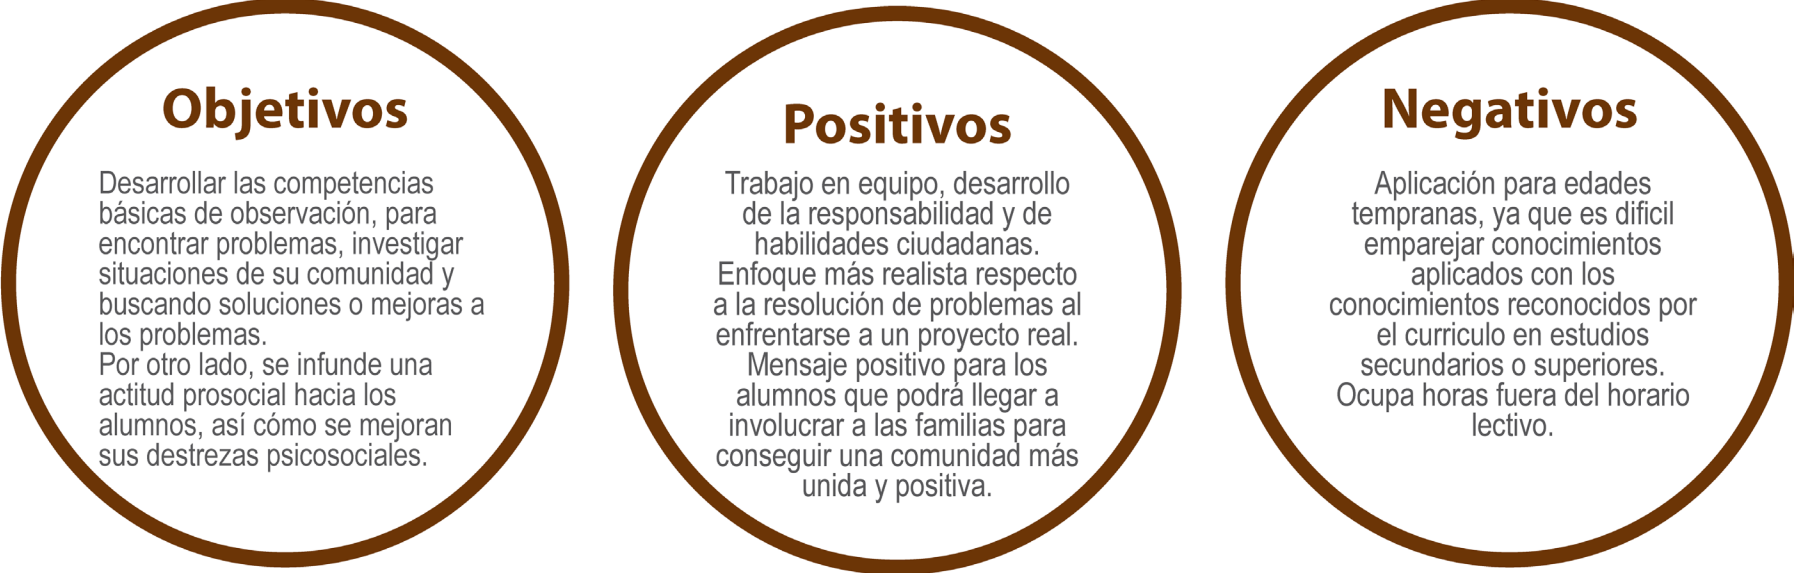 Objetivos
Desarrollar las competencias
básicas de observación, para
encontrar problemas, investigar
situaciones de su comunidad y
buscando soluciones o mejoras a
los problemas.
Por otro lado, se infunde una
actitud prosocial hacia los
alumnos, así cómo se mejoran
sus destrezas psicosociales.
Positivos
Trabajo en equipo, desarrollo
de la responsabilidad y de
habilidades ciudadanas.
Enfoque más realista respecto
a la resolución de problemas al
enfrentarse a un proyecto real.
Mensaje positivo para los
alumnos que podrá llegar a
involucrar a las familias para
conseguir una comunidad más
unida y positiva.
Negativos
Aplicación para edades
tempranas, ya que es dificil
emparejar conocimientos
aplicados con los
conocimientos reconocidos por
el curriculo en estudios
secundarios o superiores.
Ocupa horas fuera del horario
lectivo.